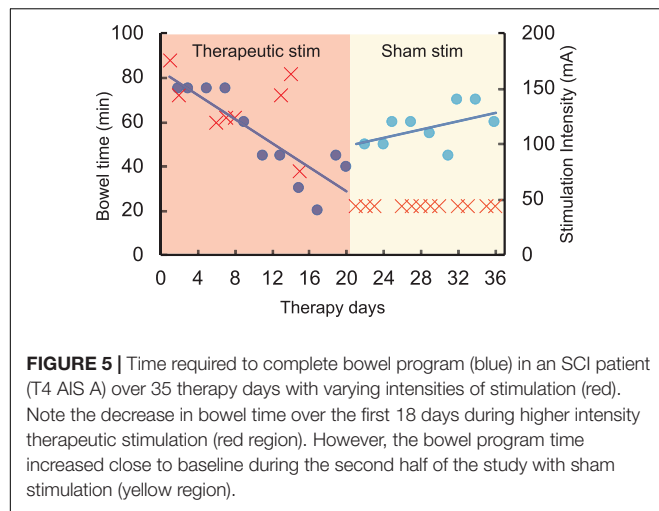 Therapeutic stim
Sham stim
100
80
60
40
20
0
Bowel time (min)
200
150
100
50
0
Stimulation Intensity (mA)
0 4 8 12 16 20 24 28 32 36
Therapy days
FIGURE 5 | Time required to complete bowel program (blue) in an SCI patient
(T4 AIS A) over 35 therapy days with varying intensities of stimulation (red).
Note the decrease in bowel time over the first 18 days during higher intensity
therapeutic stimulation (red region). However, the bowel program time
increased close to baseline during the second half of the study with sham
stimulation (yellow region).